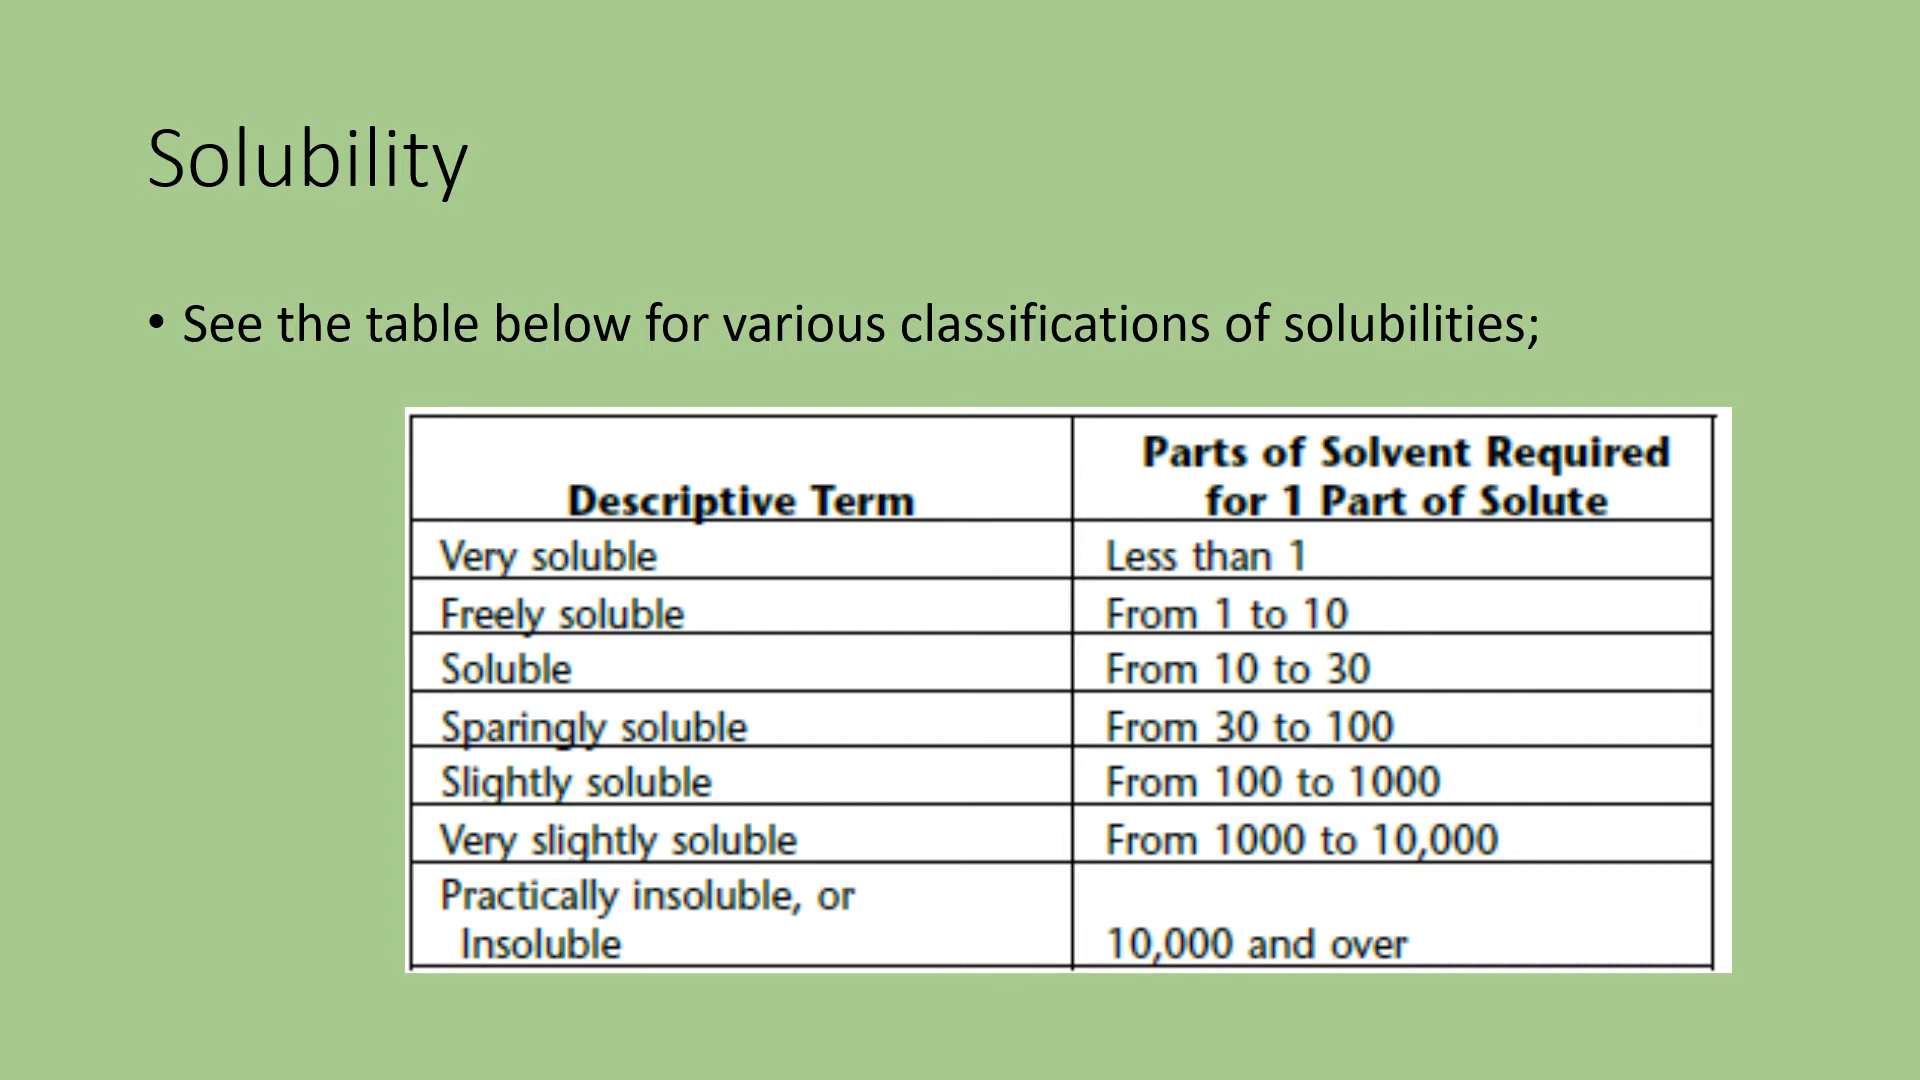 Solubility
• See the table below for various classifications of solubilities;
Descriptive Term
Parts of Solvent Required
for 1 Part of Solute
Very soluble
Less than 1
Freely soluble
From 1 to 10
Soluble
From 10 to 30
Sparingly soluble
From 30 to 100
Slightly soluble
From 100 to 1000
Very slightly soluble
From 1000 to 10,000
Practically insoluble, or
Insoluble
10,000 and over